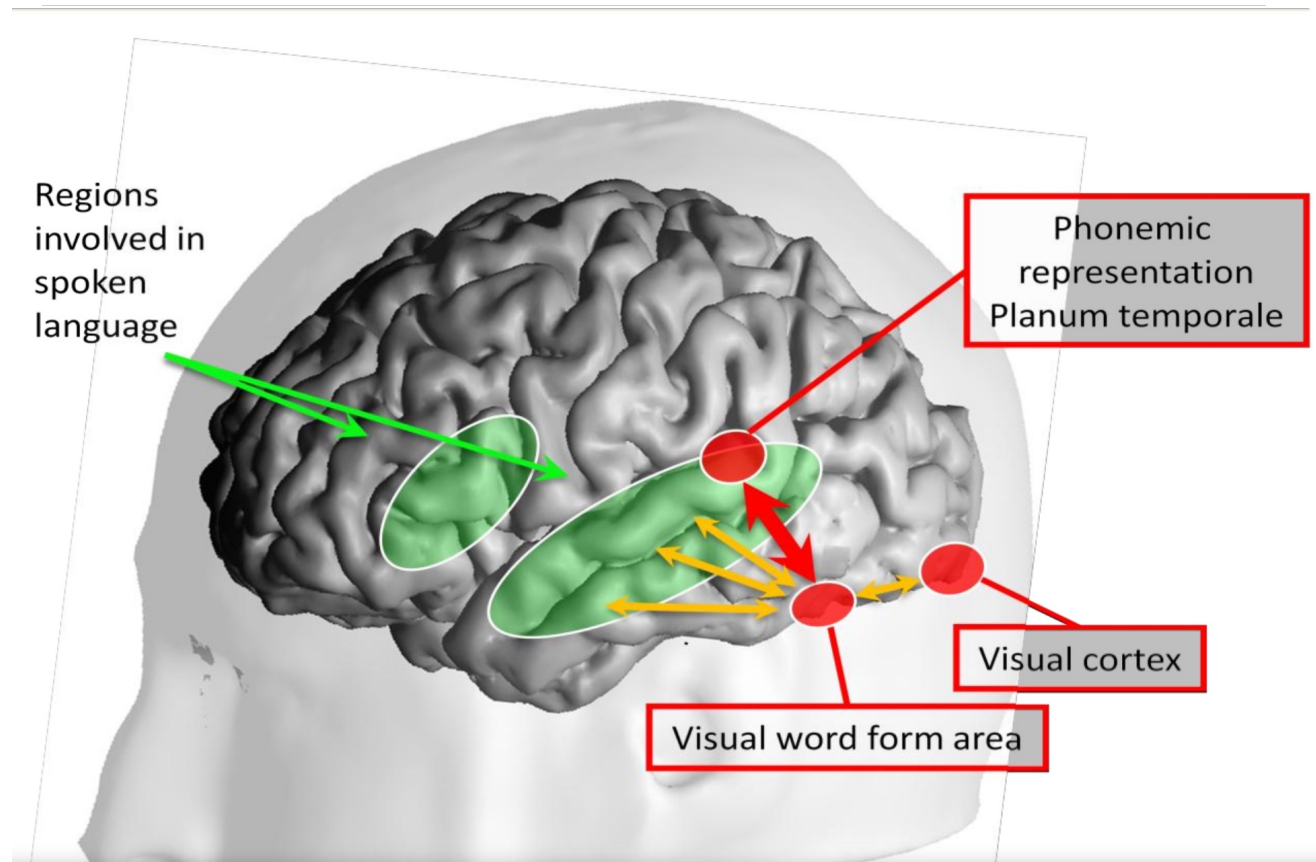 Regions
involved in
spoken
language
Phonemic
representation
Planum temporale
Visual cortex
Visual word form area